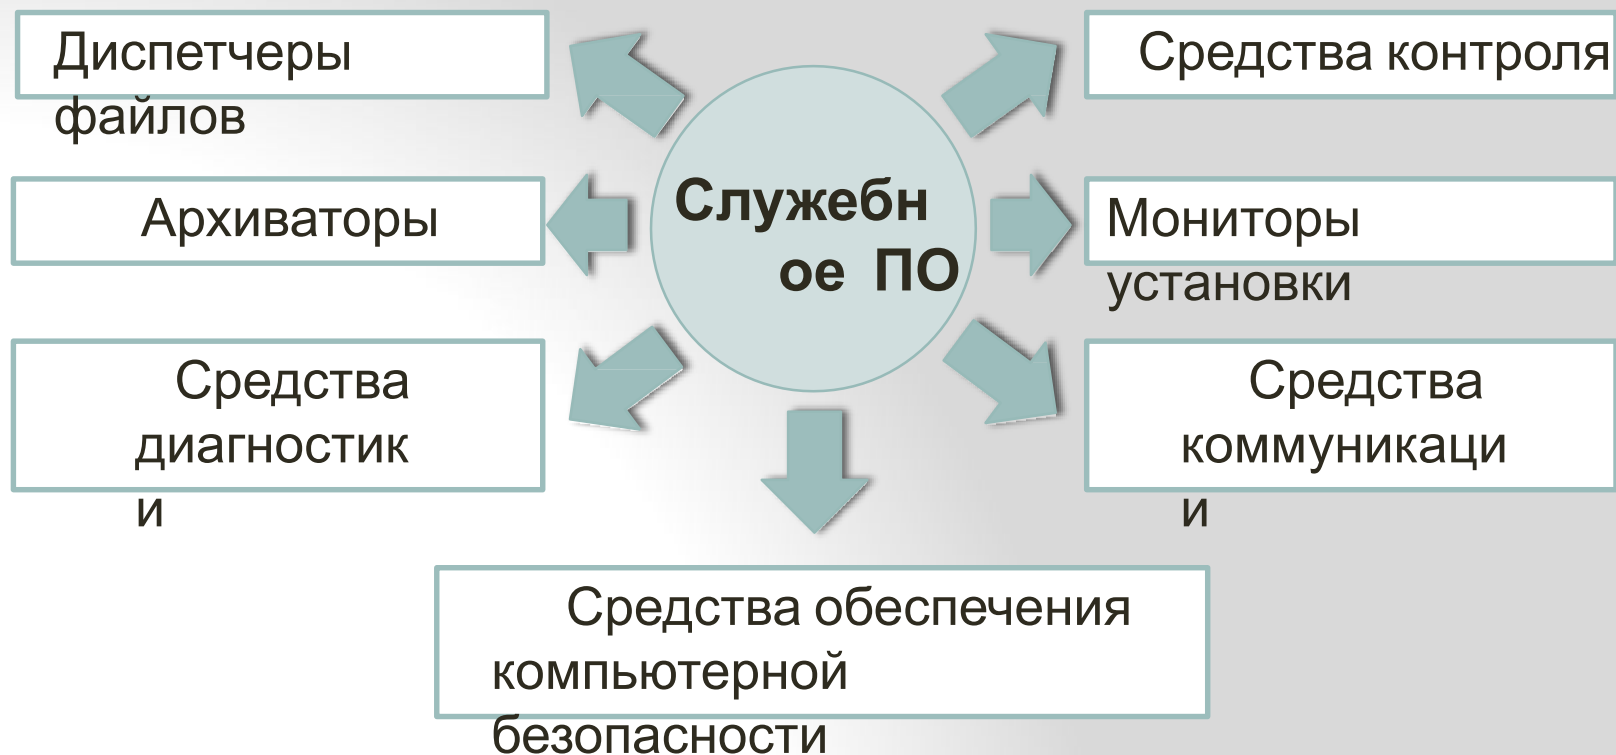 Диспетчеры
файлов
Средства контроля
Архиваторы
Служебн
ое ПО
Мониторы
установки
Средства
диагностик
и
Средства
коммуникаци
и
Средства обеспечения
компьютерной
безопасности